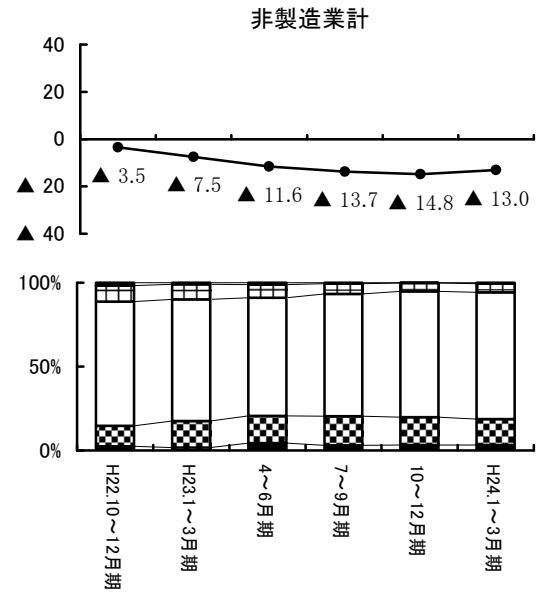 非製造業計
40
20
0
▲ 20
▲ 40
▲ 3.5
▲ 7.5
▲ 11.6
▲ 13.7
▲ 14.8
▲ 13.0
100%
50%
0%
H22.10～12月期
H23.1～3月期
4～6月期
7～9月期
10～12月期
H24.1～3月期